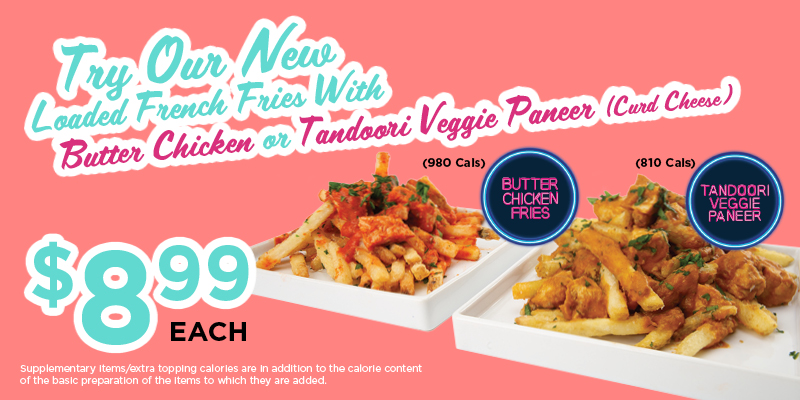 Try Our New
Loaded French Fries With
Butter Chicken or Tandoori Veggie Paneer (Curd Cheese)
(980 Cals)
BUTTER
CHICKEN
FRIES
(810 Cals)
TANDOORI
VEGGIE
PANEER
$8.99
EACH
Supplementary items/extra topping calories are in addition to the calorie content
of the basic preparation of the items to which they are added.